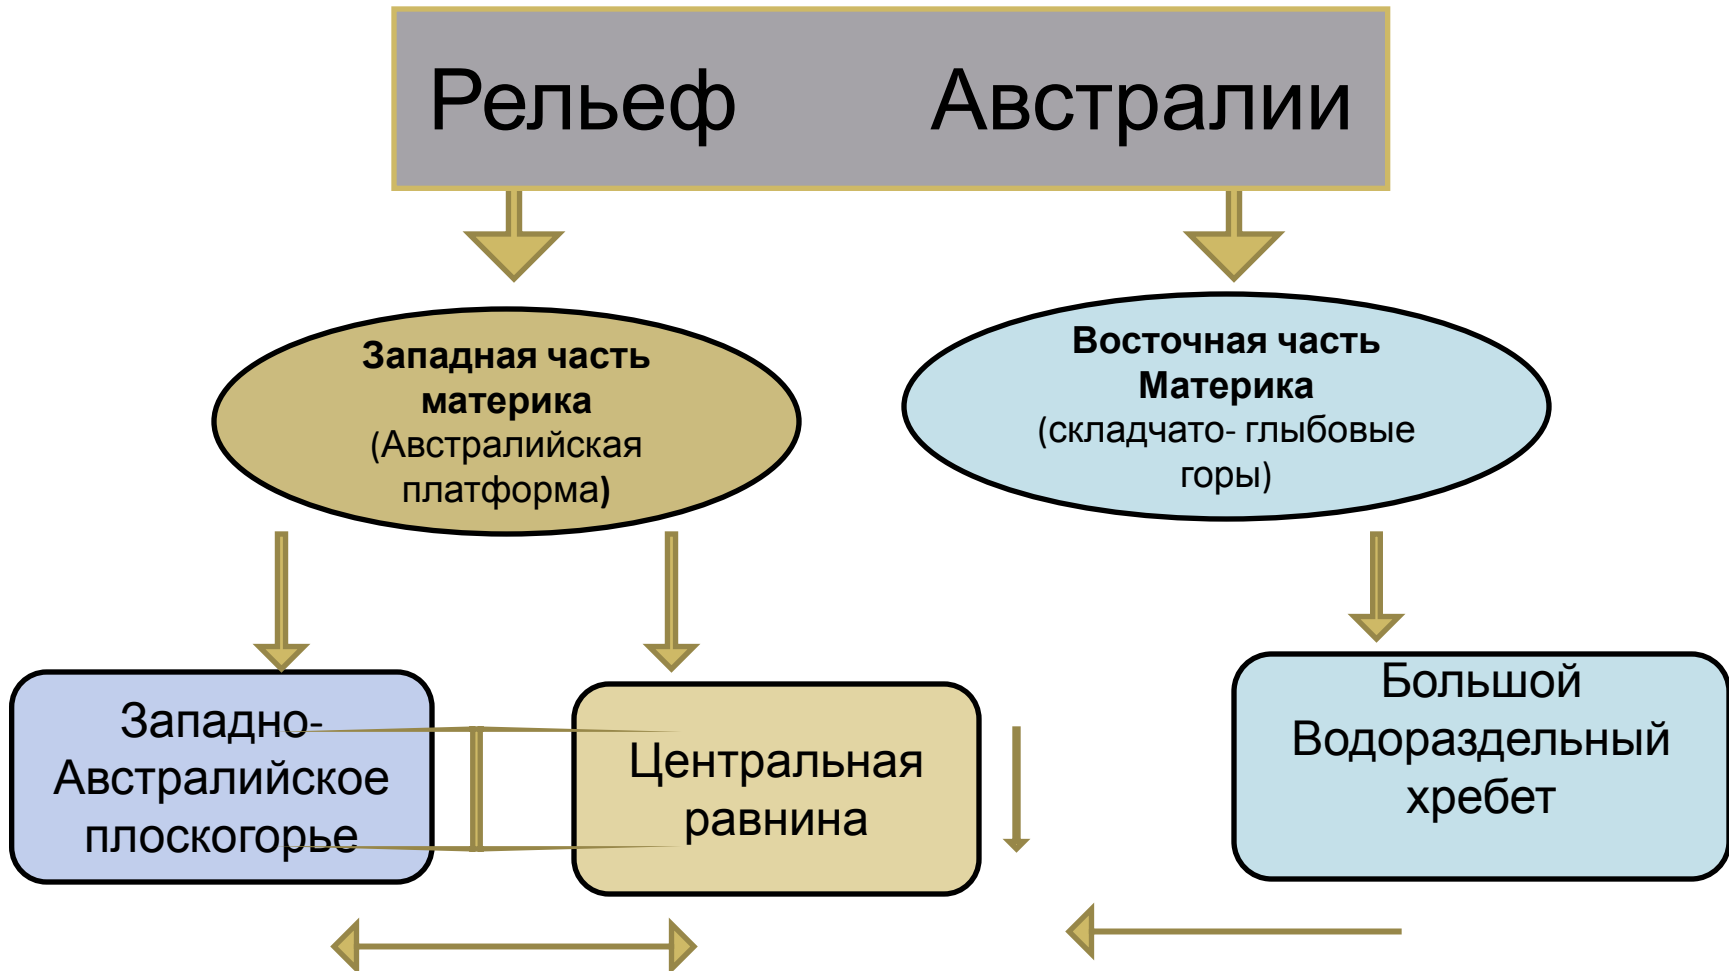 Рельеф Австралии
Западная часть
материка
(Австралийская
платформа)
Восточная часть
Материка
(складчато- глыбовые
горы)
Западно-
Австралийское
плоскогорье
Центральная
равнина
Большой
Водораздельный
хребет